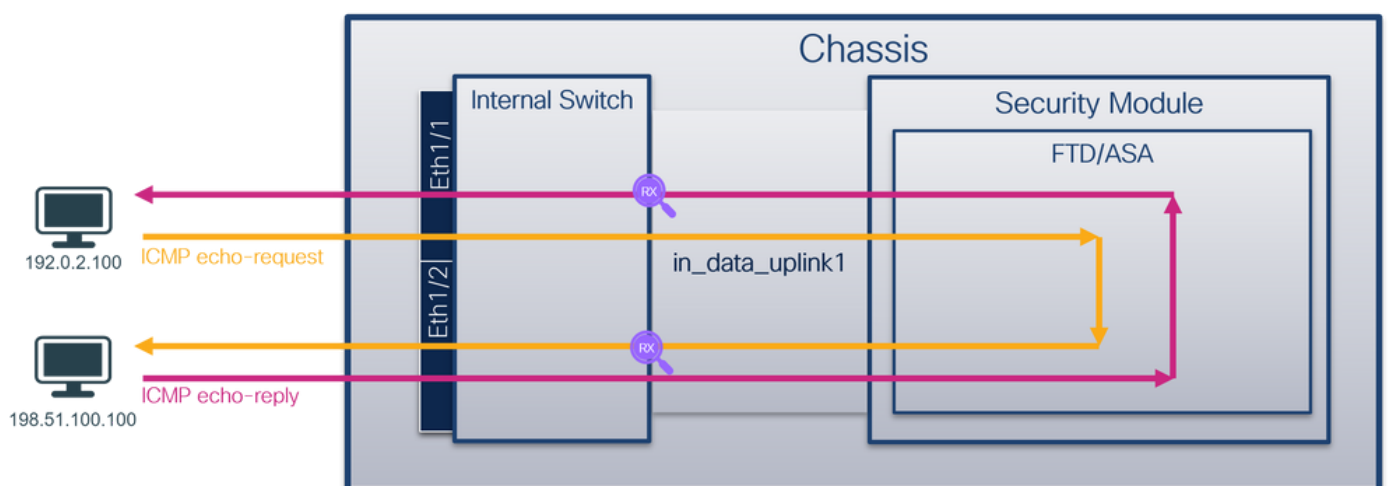 Chassis
Internal Switch
Security Module
FTD/ASA
Eth1/1
RX
192.0.2.100
ICMP echo-request
in_data_uplink1
Eth1/2
RX
198.51.100.100
ICMP echo-reply